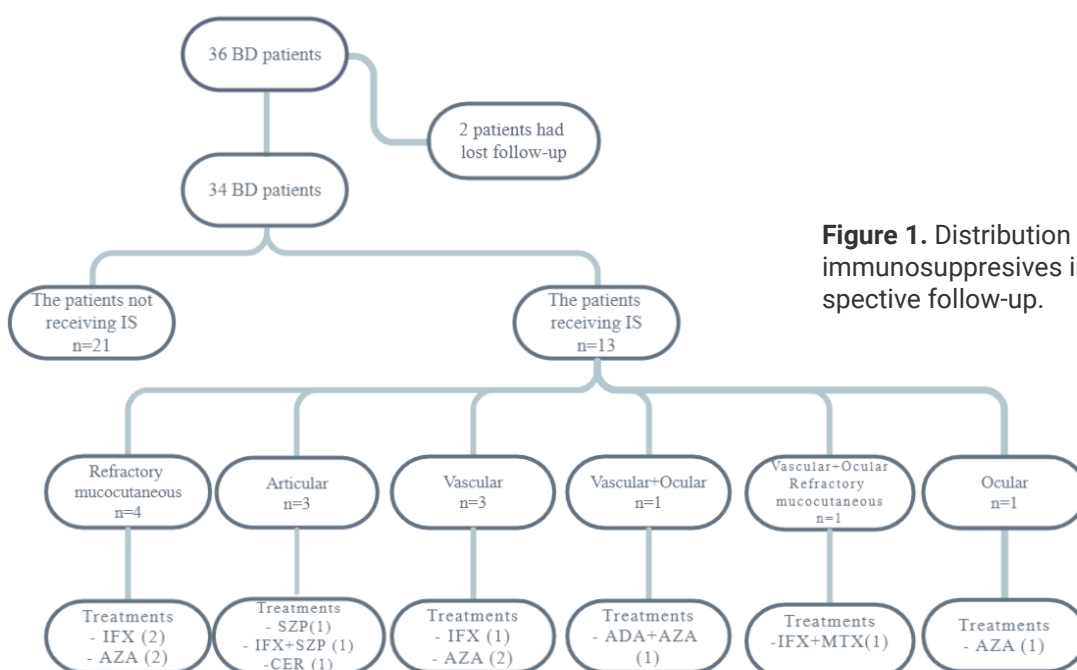 36 BD patients
2 patients had
lost follow-up
34 BD patients
Figure 1. Distribution
immunosuppresives i
spective follow-up.
The patients not
receiving IS
n=21
The patients
receiving IS
n=13
Refractory
mucocutaneous
n=4
Articular
n=3
Vascular
n=3
Vascular+Ocular
n=1
Vascular+Ocular
Refractory
mucocutaneous
n=1
Ocular
n=1
Treatments
- IFX (2)
- AZA (2)
Treatments
- SZP(1)
- IFX+SZP (1)
-CER (1)
Treatments
- IFX (1)
- AZA (2)
Treatments
- ADA+AZA
(1)
Treatments
-IFX+MTX(1)
Treatments
- AZA (1)